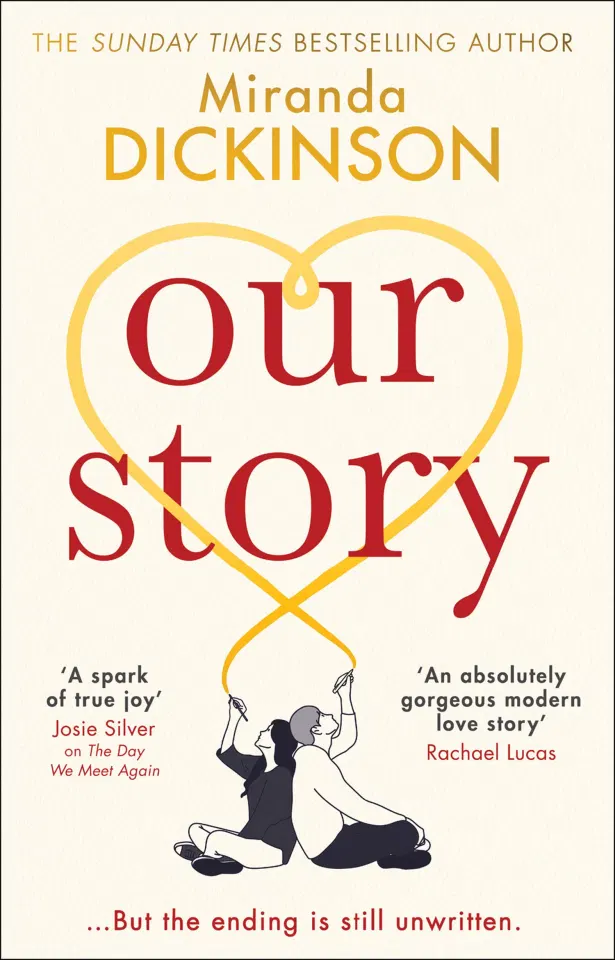 THE SUNDAY TIMES BESTSELLING AUTHOR
Miranda
DICKINSON
our
story
‘A spark
of true joy’
Josie Silver
on The Day
We Meet Again
‘An absolutely
gorgeous modern
love story’
Rachael Lucas
...But the ending is still unwritten.